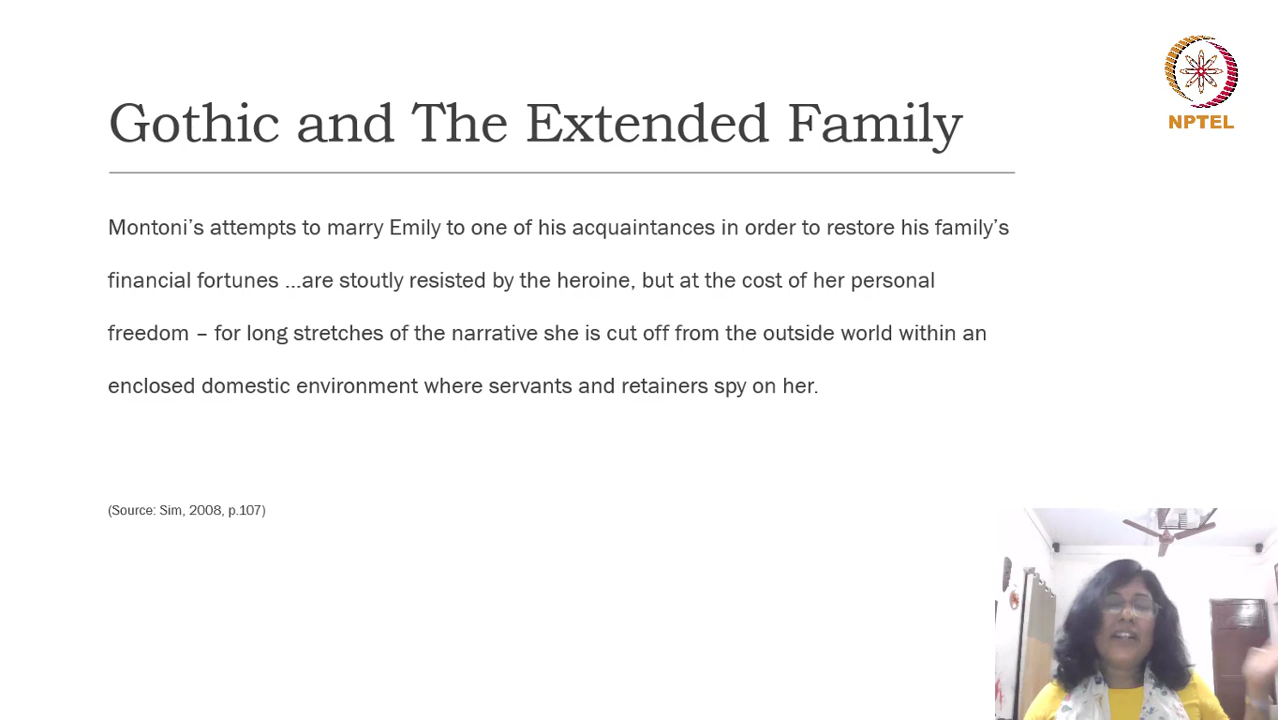 NPTEL
Gothic and The Extended Family
Montoni’s attempts to marry Emily to one of his acquaintances in order to restore his family’s
financial fortunes ...are stoutly resisted by the heroine, but at the cost of her personal
freedom – for long stretches of the narrative she is cut off from the outside world within an
enclosed domestic environment where servants and retainers spy on her.
(Source: Sim, 2008, p.107)